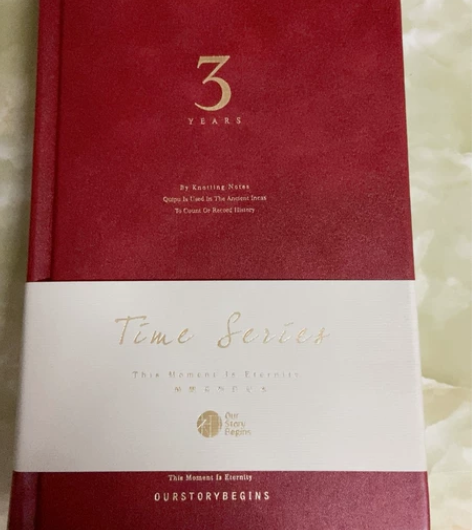 3
YEARS
By Knotting Notes
Quipu Is Used In The Ancient Incas
To Count Or Record History
Time Series
This Moment Is Eternity
Our
Story
Begins
This Moment Is Eternity
OURSTORYBEGINS